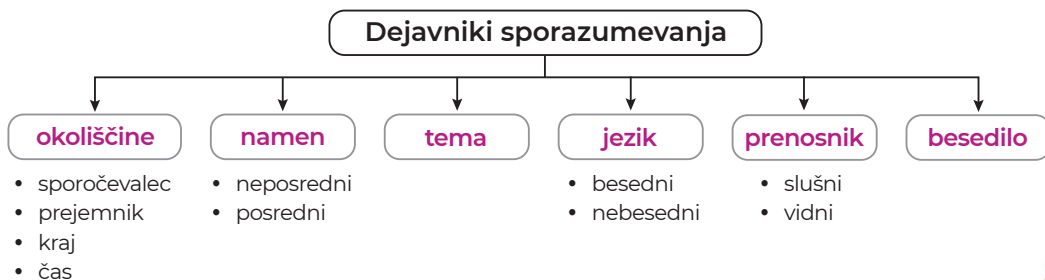 Dejavniki sporazumevanja
okoliščine
• sporočevalec
• prejemnik
• kraj
• čas
namen
• neposredni
• posredni
tema
jezik
• besedni
• nebesedni
prenosnik
• slušni
• vidni
besedilo